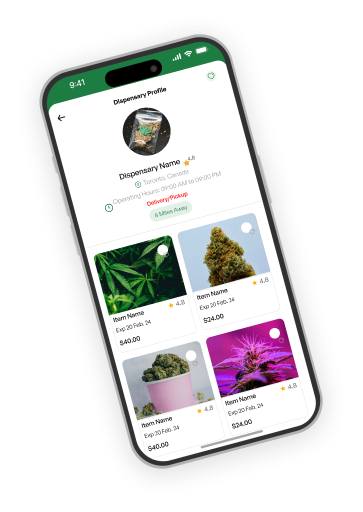 9:41
Dispensary Profile
Dispensary Name 4.8
Toronto, Canada
Operating Hours: 09:00 AM to 09:00 PM
Delivery/Pickup
6 Miles Away
Item Name 4.8
Exp 20 Feb, 24
$40.00
Item Name 4.8
Exp 20 Feb, 24
$24.00
Item Name 4.8
Exp 20 Feb, 24
$40.00
Item Name 4.8
Exp 20 Feb, 24
$24.00